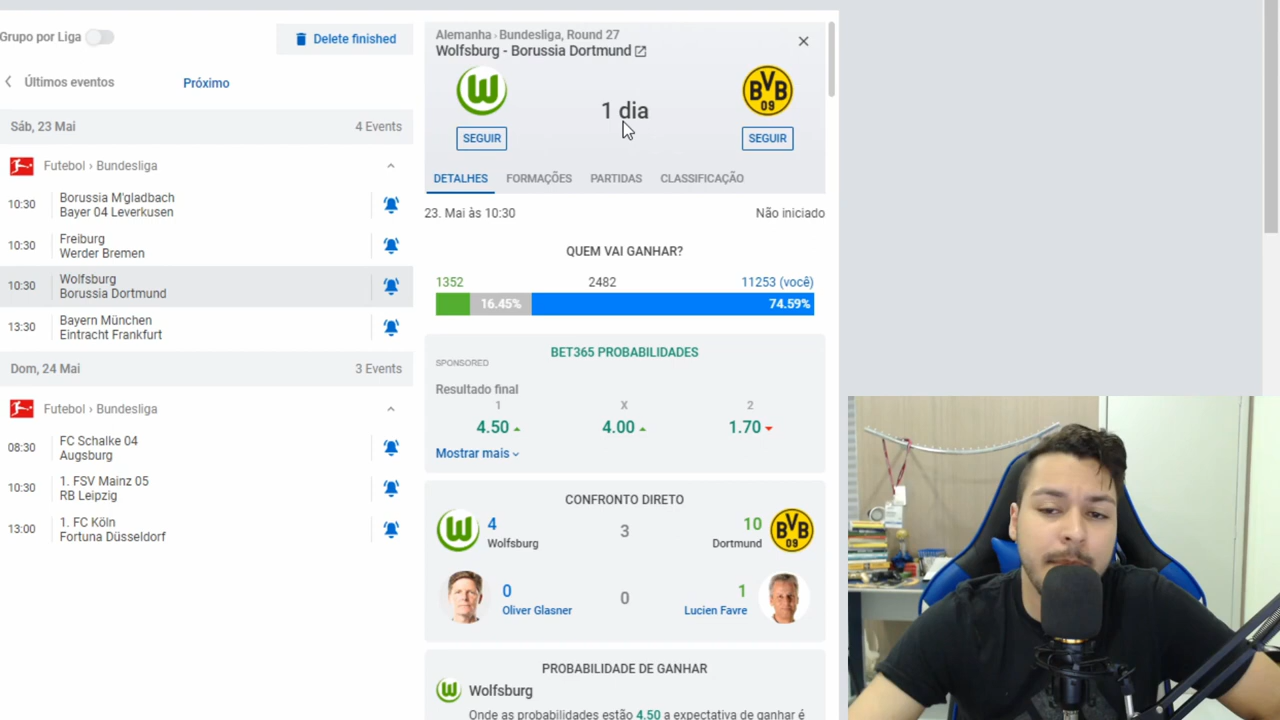 Grupo por Liga
Delete finished
Últimos eventos
Próximo
Sáb, 23 Mai
4 Events
Futebol › Bundesliga
10:30
Borussia M'gladbach
Bayer 04 Leverkusen
10:30
Freiburg
Werder Bremen
10:30
Wolfsburg
Borussia Dortmund
13:30
Bayern München
Eintracht Frankfurt
Dom, 24 Mai
3 Events
Futebol › Bundesliga
08:30
FC Schalke 04
Augsburg
10:30
1. FSV Mainz 05
RB Leipzig
13:00
1. FC Köln
Fortuna Düsseldorf
Alemanha › Bundesliga, Round 27
Wolfsburg - Borussia Dortmund
BVB
09
1 dia
SEGUIR
SEGUIR
DETALHES
FORMAÇÕES
PARTIDAS
CLASSIFICAÇÃO
23. Mai às 10:30
Não iniciado
QUEM VAI GANHAR?
1352
2482
11253 (você)
16.45%
74.59%
BET365 PROBABILIDADES
SPONSORED
Resultado final
1
X
2
4.50
4.00
1.70
Mostrar mais
CONFRONTO DIRETO
4
Wolfsburg
3
10
Dortmund
BVB
09
0
Oliver Glasner
0
1
Lucien Favre
PROBABILIDADE DE GANHAR
Wolfsburg
Onde as probabilidades estão 4.50 a expectativa de ganhar é